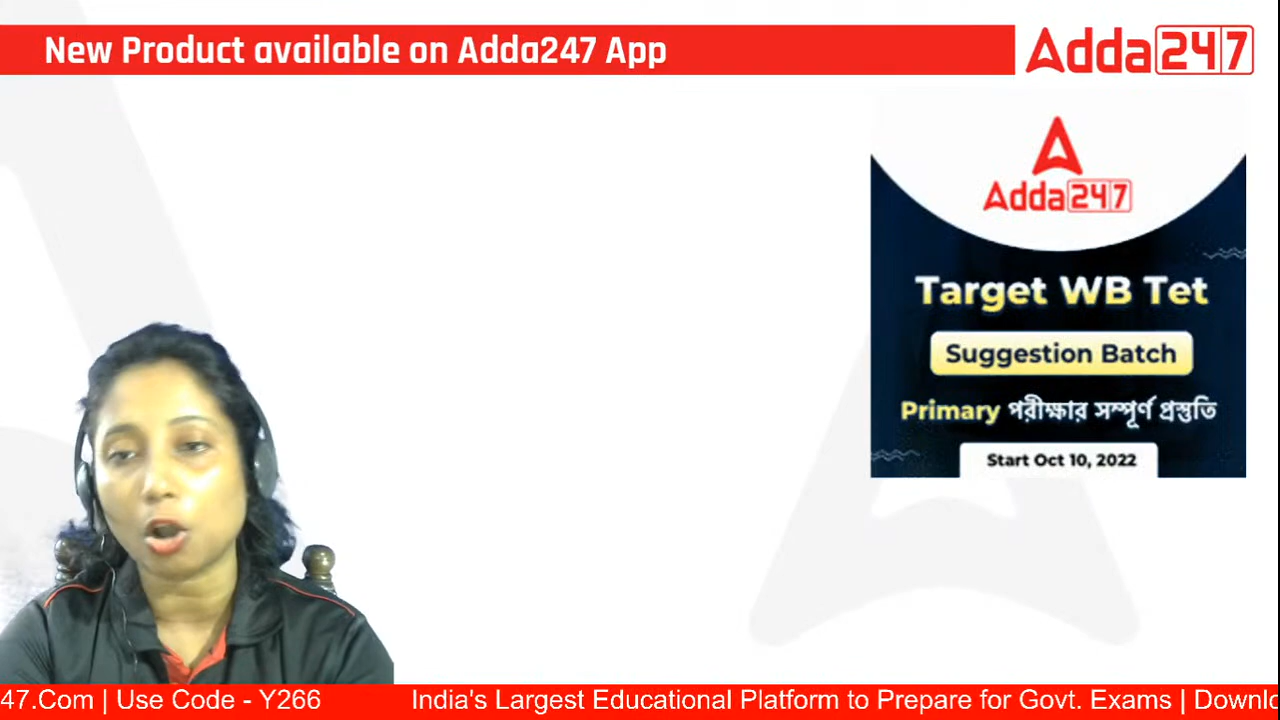 New Product available on Adda247 App
Adda247
Adda247
Target WB Tet
Suggestion Batch
Primary পরীক্ষার সম্পূর্ণ প্রস্তুতি
Start Oct 10, 2022
47.Com | Use Code - Y266 India's Largest Educational Platform to Prepare for Govt. Exams |